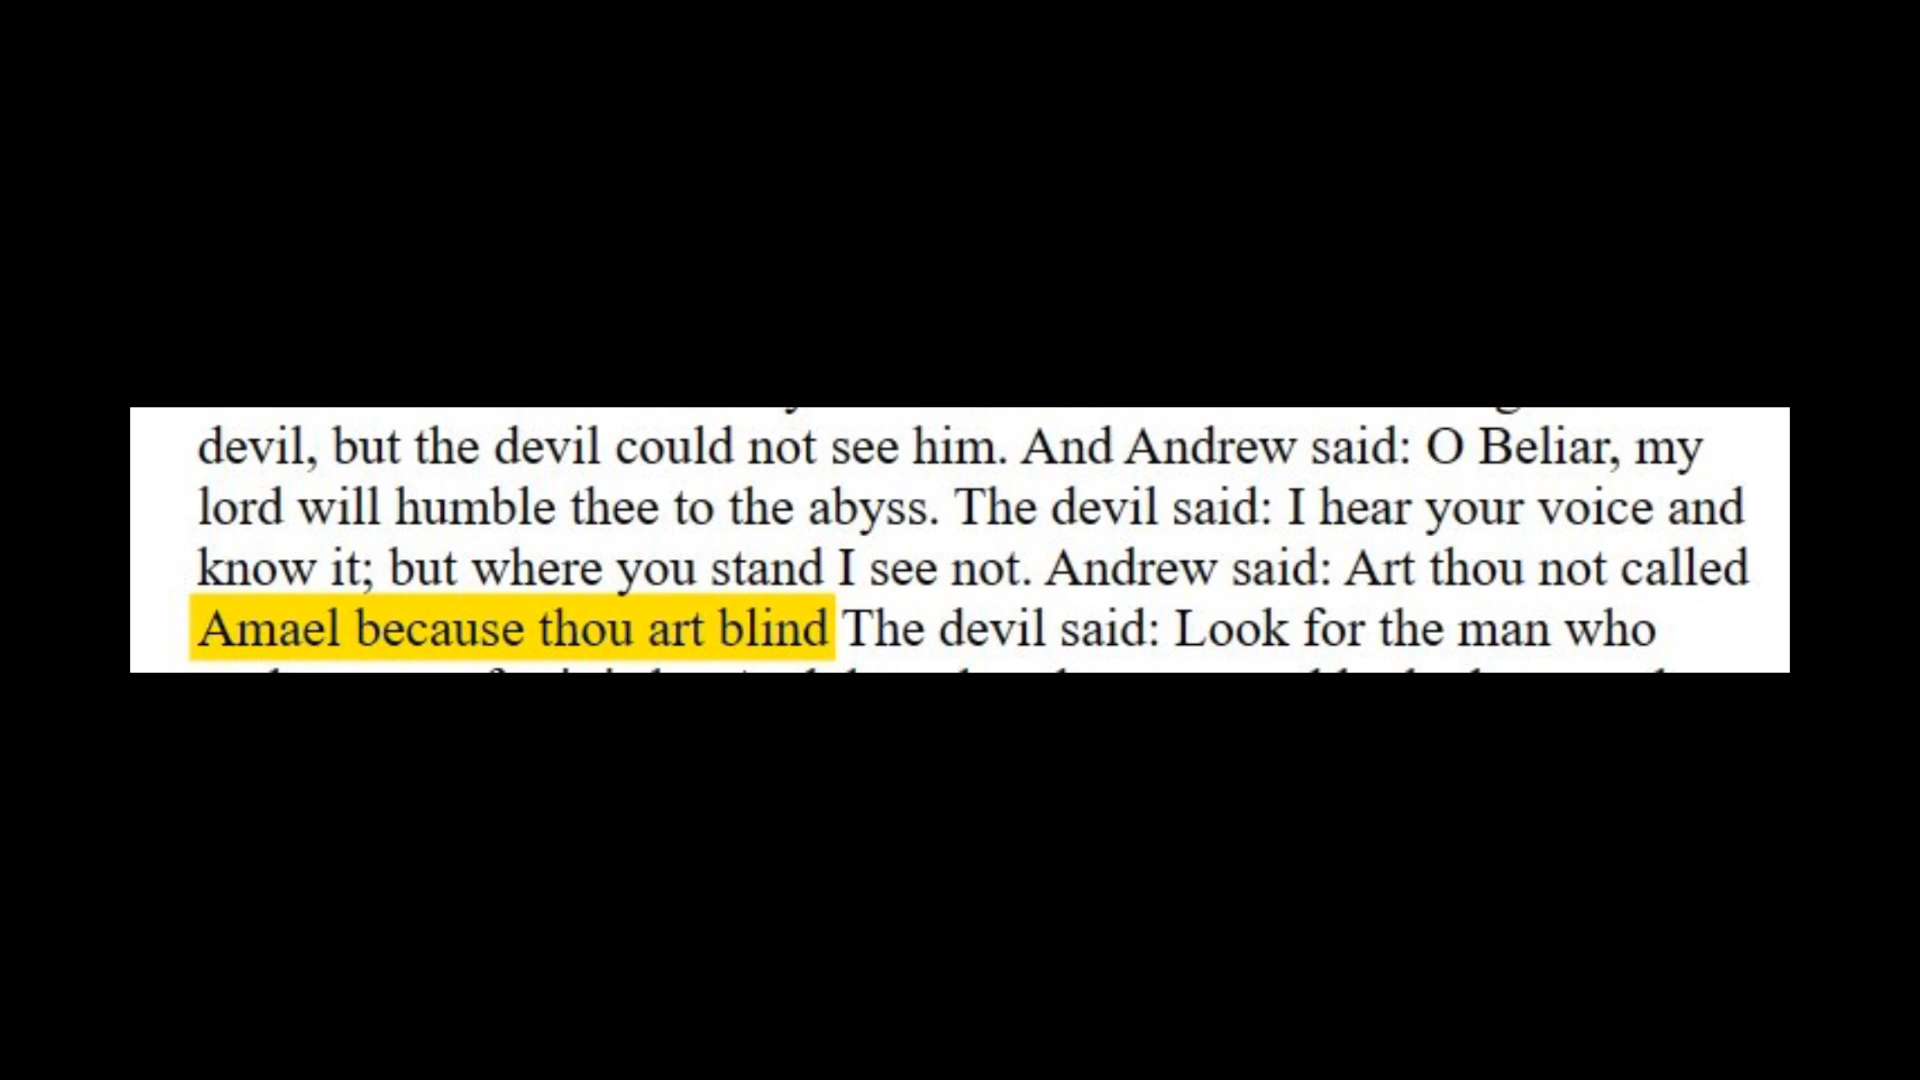 devil, but the devil could not see him. And Andrew said: O Beliar, my
lord will humble thee to the abyss. The devil said: I hear your voice and
know it; but where you stand I see not. Andrew said: Art thou not called
Amael because thou art blind The devil said: Look for the man who